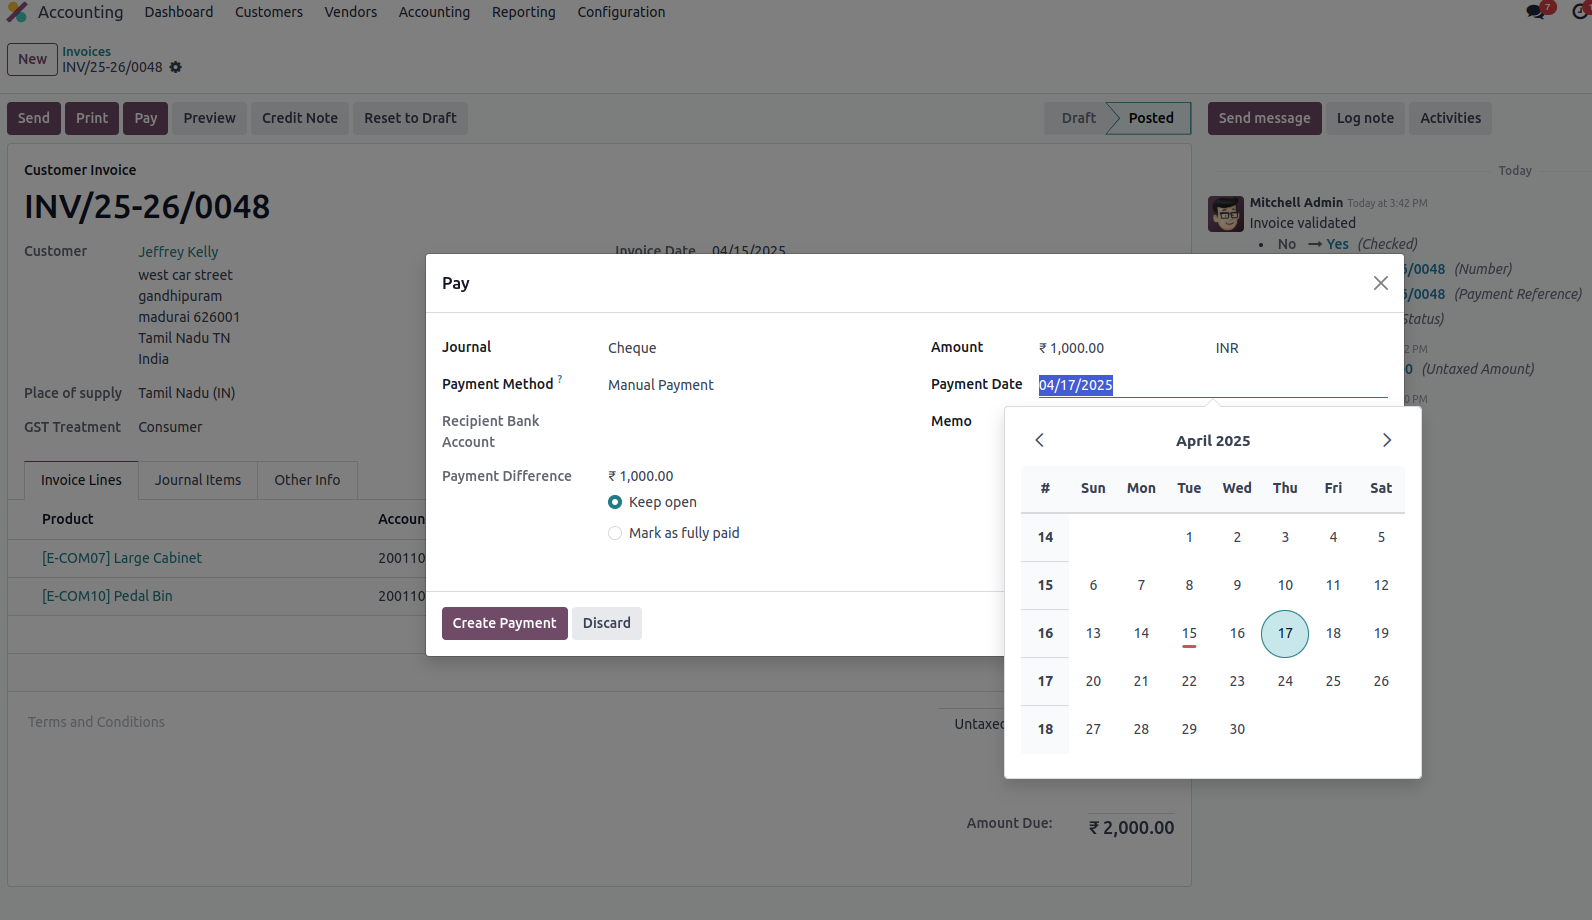 Accounting Dashboard Customers Vendors Accounting Reporting Configuration 7
New Invoices
INV/25-26/0048
Send Print Pay Preview Credit Note Reset to Draft Draft Posted Send message Log note Activities
Customer Invoice
Today
INV/25-26/0048
Mitchell Admin Today at 3:42 PM
Invoice validated
• No → Yes (Checked)
Customer Jeffrey Kelly Invoice Date 04/15/2025
west car street
gandhipuram
madurai 626001
Tamil Nadu TN
India
/0048 (Number)
/0048 (Payment Reference)
Status)
2 PM
0 (Untaxed Amount)
0 PM
Place of supply Tamil Nadu (IN)
GST Treatment Consumer
Invoice Lines Journal Items Other Info
Product Accoun
[E-COM07] Large Cabinet 200110
[E-COM10] Pedal Bin 200110
Terms and Conditions
Untaxed
Amount Due: ₹ 2,000.00
Pay
Journal Cheque Amount ₹ 1,000.00 INR
Payment Method ? Manual Payment Payment Date 04/17/2025
Recipient Bank Memo
Account
Payment Difference ₹ 1,000.00
Keep open
Mark as fully paid
Create Payment Discard
April 2025
# Sun Mon Tue Wed Thu Fri Sat
14 1 2 3 4 5
15 6 7 8 9 10 11 12
16 13 14 15 16 17 18 19
17 20 21 22 23 24 25 26
18 27 28 29 30